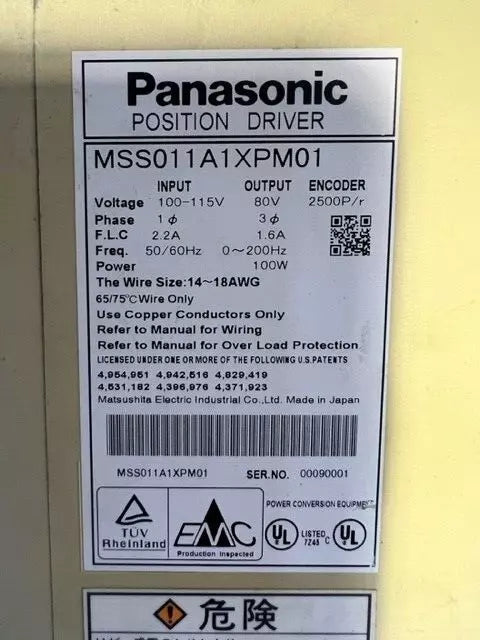 Panasonic
POSITION DRIVER
MSS011A1XPM01
INPUT OUTPUT ENCODER
Voltage 100-115V 80V 2500P/r
Phase 1ϕ 3ϕ
F.L.C 2.2A 1.6A
Freq. 50/60Hz 0~200Hz
Power 100W
The Wire Size:14~18AWG
65/75℃ Wire Only
Use Copper Conductors Only
Refer to Manual for Wiring
Refer to Manual for Over Load Protection
LICENSED UNDER ONE OR MORE OF THE FOLLOWING U.S.PATENTS
4,954,951 4,942,516 4,829,419
4,531,182 4,396,976 4,371,923
Matsushita Electric Industrial Co.,Ltd. Made in Japan
MSS011A1XPM01 SER.NO. 00090001
TÜV
Rheinland
EMC
Production Inspected
POWER CONVERSION EQUIPMENT
UL LISTED 7Z45 C UL
危険